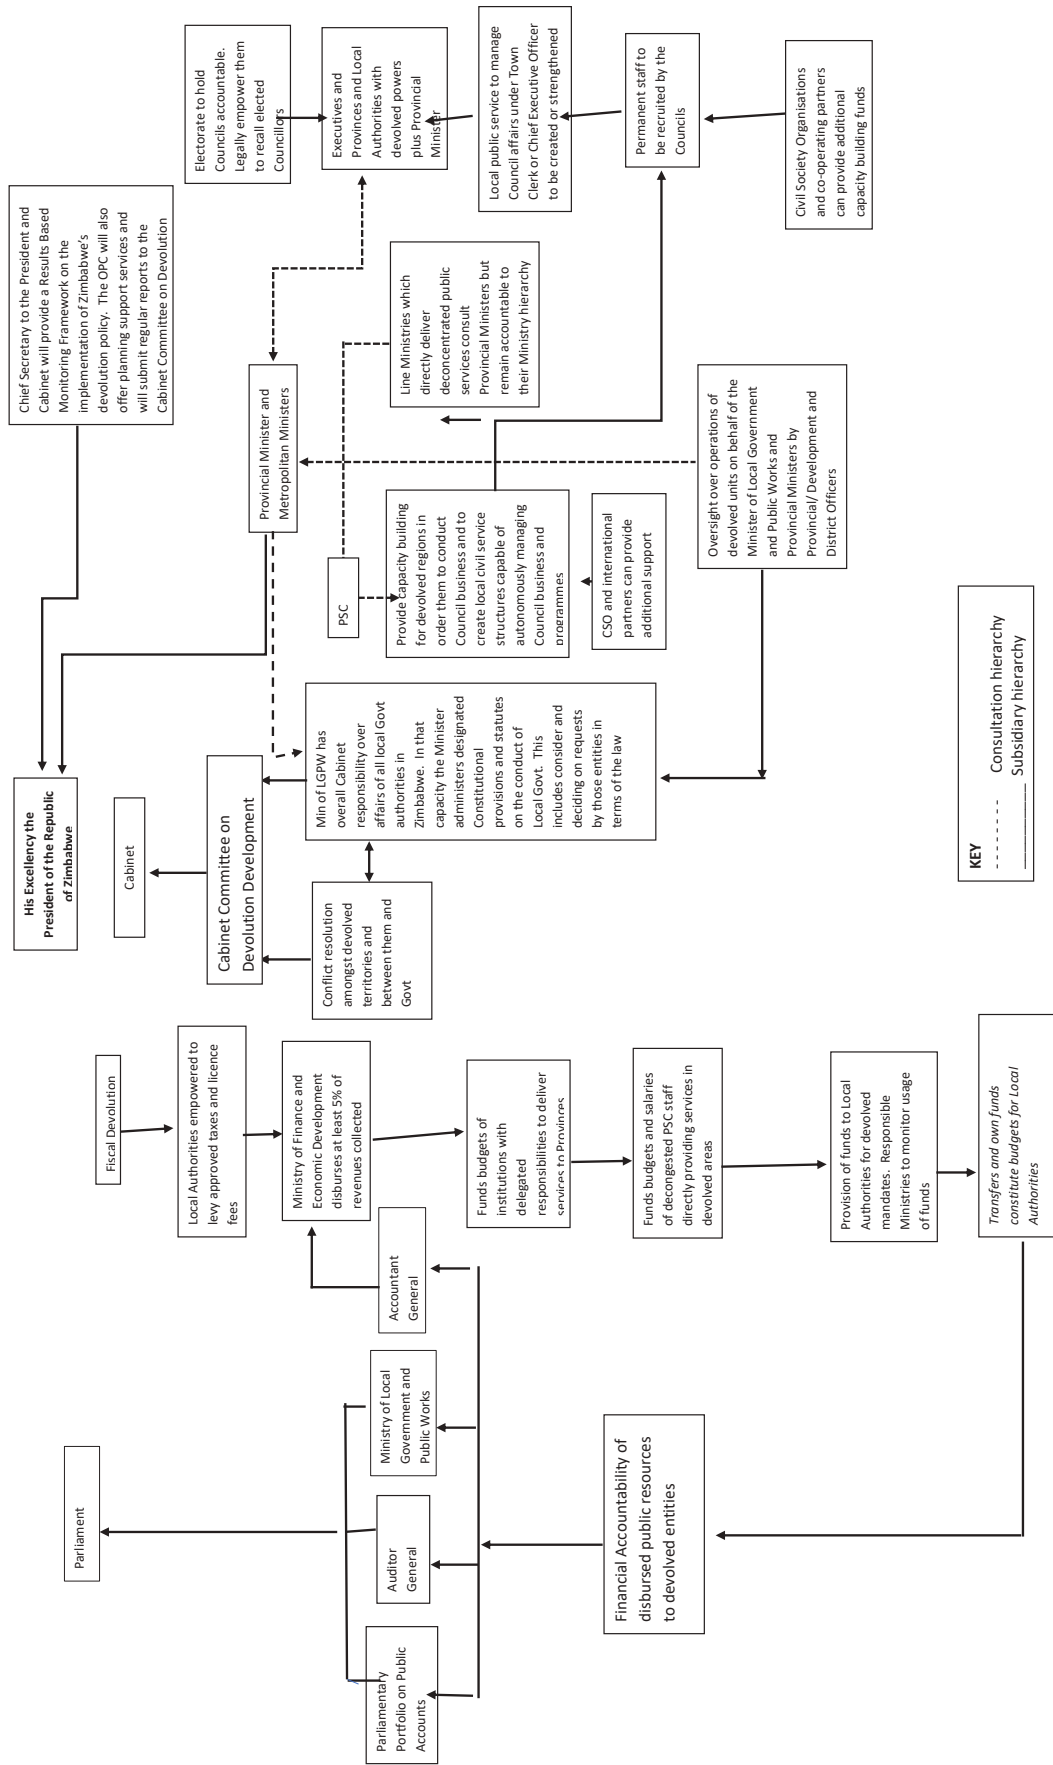 Parliament
Parliamentary
Portfolio on Public
Accounts
Auditor
General
Ministry of Local
Government and
Public Works
Accountant
General
Financial Accountability of
disbursed public resources
to devolved entities
Fiscal Devolution
Local Authorities empowered to
levy approved taxes and licence
fees
Ministry of Finance and
Economic Development
disburses at least 5% of
revenues collected
Funds budgets of
institutions with
delegated
responsibilities to deliver
services to Provinces
Funds budgets and salaries
of decongested PSC staff
directly providing services in
devolved areas
Provision of funds to Local
Authorities for devolved
mandates. Responsible
Ministries to monitor usage
of funds
Transfers and own funds
constitute budgets for Local
Authorities
His Excellency the
President of the Republic
of Zimbabwe
Cabinet
Cabinet Committee on
Devolution Development
Conflict resolution
amongst devolved
territories and
between them and
Govt
Min of LGPW has
overall Cabinet
responsibility over
affairs of all local Govt
authorities in
Zimbabwe. In that
capacity the Minister
administers designated
Constitutional
provisions and statutes
on the conduct of
Local Govt. This
includes consider and
deciding on requests
by those entities in
terms of the law
Chief Secretary to the President and
Cabinet will provide a Results Based
Monitoring Framework on the
implementation of Zimbabwe's
devolution policy. The OPC will also
offer planning support services and
will submit regular reports to the
Cabinet Committee on Devolution
Provincial Minister and
Metropolitan Ministers
PSC
Provide capacity building
for devolved regions in
order them to conduct
Council business and to
create local civil service
structures capable of
autonomously managing
Council business and
programmes
CSO and international
partners can provide
additional support
Line Ministries which
directly deliver
deconcentrated public
services consult
Provincial Ministers but
remain accountable to
their Ministry hierarchy
Oversight over operations of
devolved units on behalf of the
Minister of Local Government
and Public Works and
Provincial Ministers by
Provincial/ Development and
District Officers
Electorate to hold
Councils accountable.
Legally empower them
to recall elected
Councillors
Executives and
Provinces and Local
Authorities with
devolved powers
plus Provincial
Minister
Local public service to manage
Council affairs under Town
Clerk or Chief Executive Officer
to be created or strengthened
Permanent staff to
be recruited by the
Councils
Civil Society Organisations
and co-operating partners
can provide additional
capacity building funds
KEY
- - - - - - - - Consultation hierarchy
____________ Subsidiary hierarchy